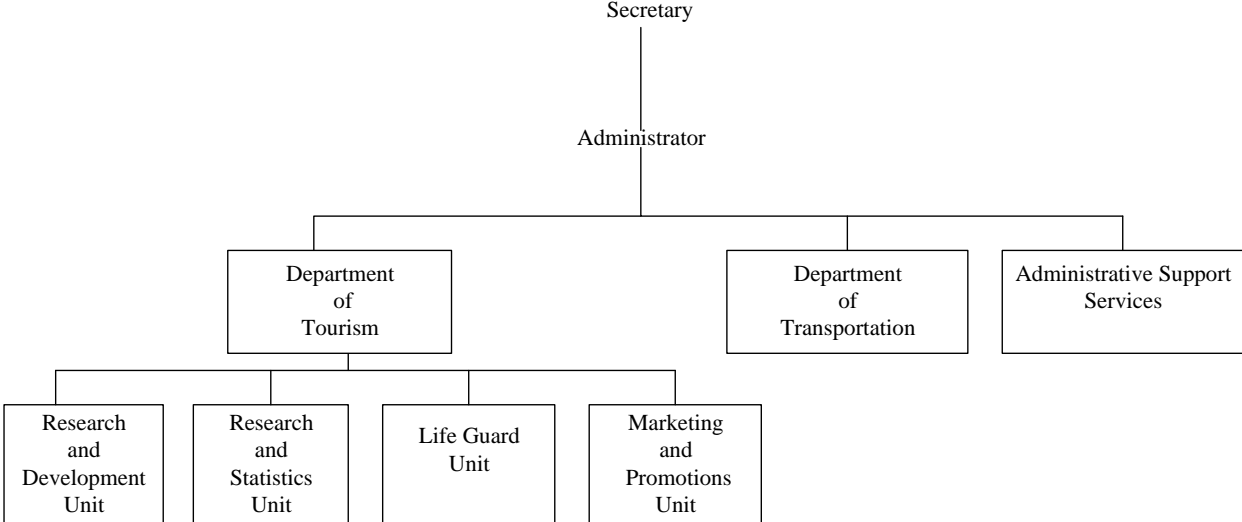 Secretary
Administrator
Department
of
Tourism
Department
of
Transportation
Administrative Support
Services
Research
and
Development
Unit
Research
and
Statistics
Unit
Life Guard
Unit
Marketing
and
Promotions
Unit